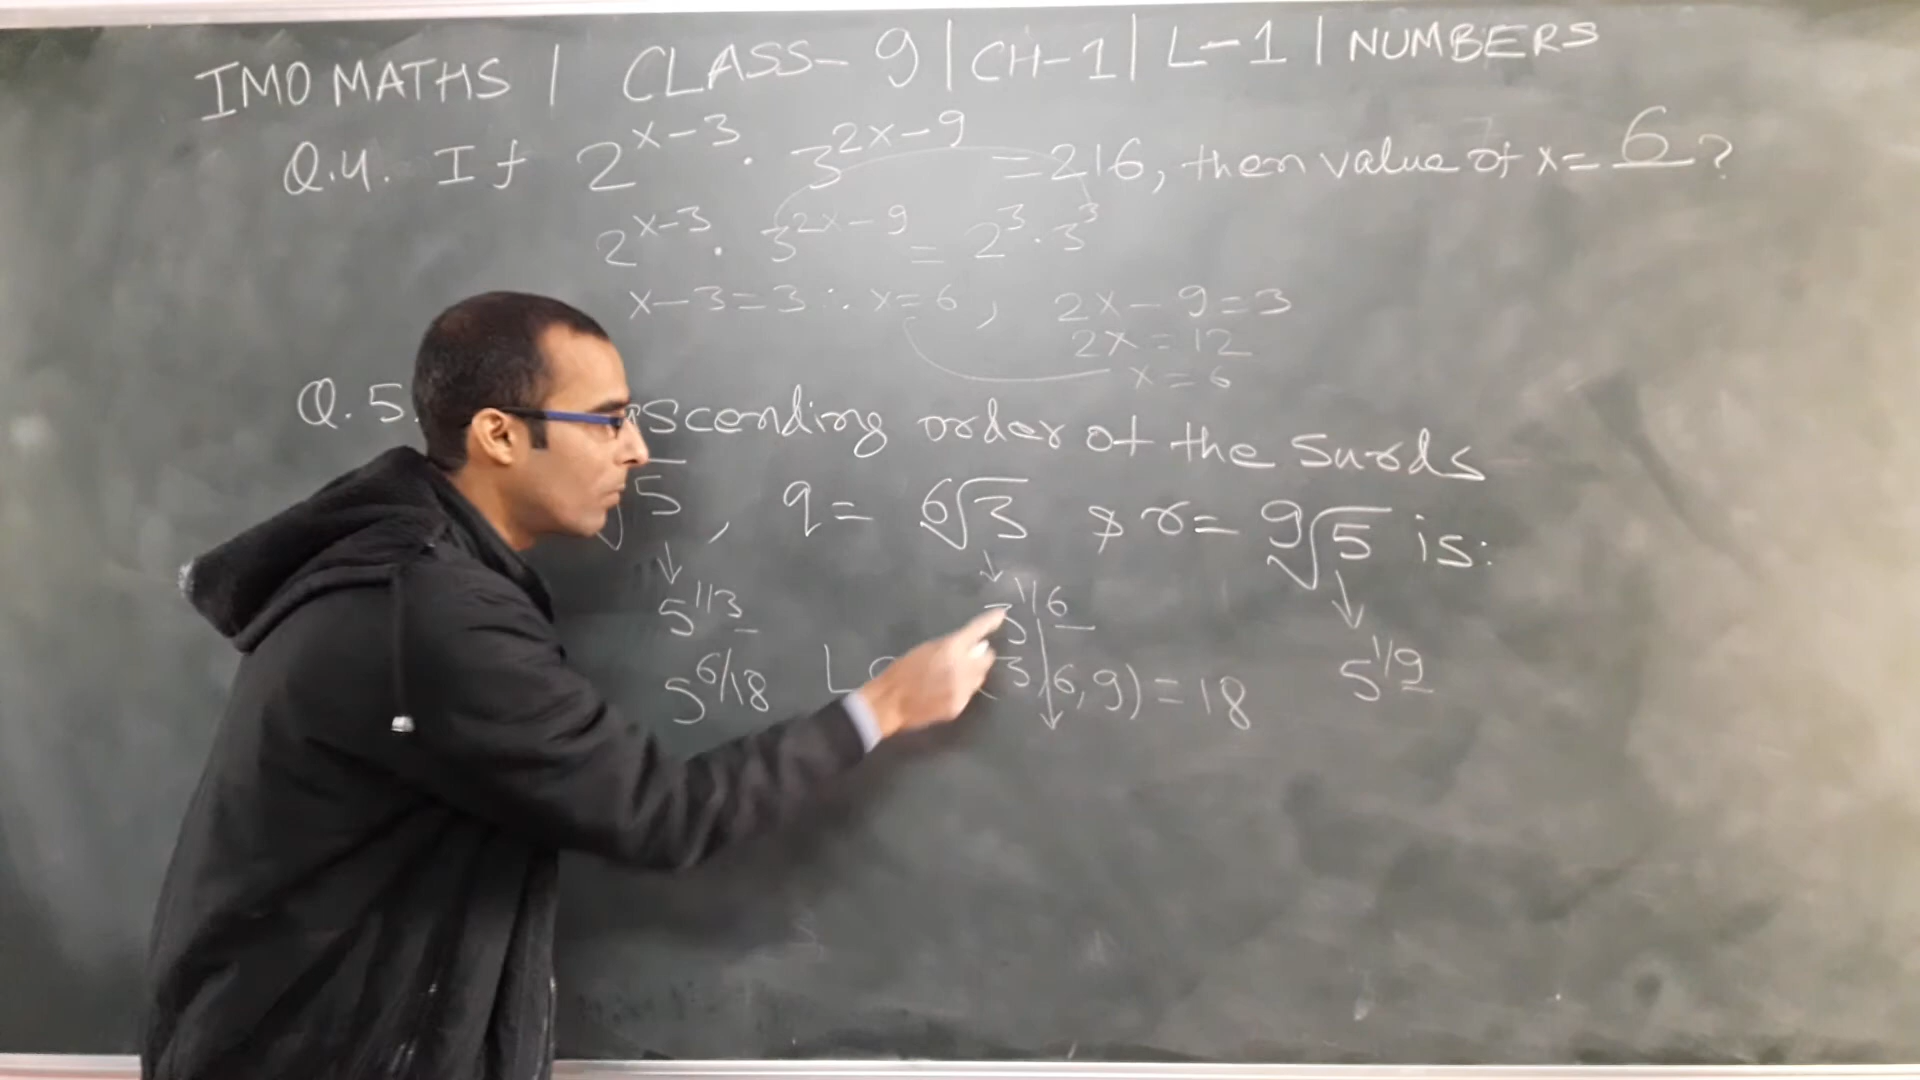 IMO MATHS | CLASS-9 | CH-1 | L-1 | NUMBERS
Q.4. If 2^(x-3) . 3^(2x-9) = 216, then value of x = 6 ?
2^(x-3) . 3^(2x-9) = 2^3 . 3^3
x-3=3 ∴ x=6, 2x-9=3
2x=12
x=6
Q.5. order of the Surds
√5, q= ⁶√3 & r= ⁹√5 is:
5^(1/3) 3^(1/6) 5^(1/9)
5^(6/18) (3,6,9)=18